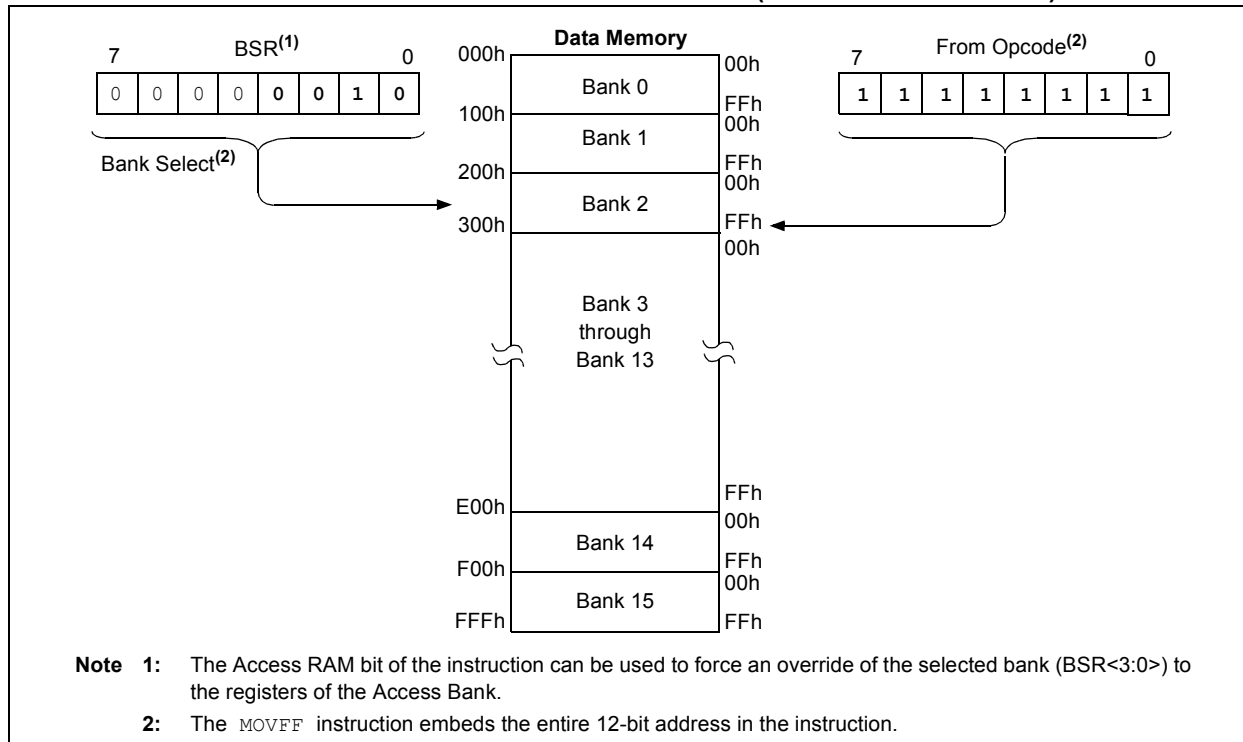 7 BSR(1) 0
0 0 0 0 0 0 1 0
Bank Select(2)
Data Memory
000h
Bank 0
00h
FFh
100h
Bank 1
00h
FFh
200h
Bank 2
00h
FFh
300h
00h
Bank 3
through
Bank 13
FFh
E00h
Bank 14
00h
FFh
F00h
Bank 15
00h
FFFh
FFh
7 From Opcode(2) 0
1 1 1 1 1 1 1 1
Note 1: The Access RAM bit of the instruction can be used to force an override of the selected bank (BSR<3:0>) to
the registers of the Access Bank.
2: The MOVFF instruction embeds the entire 12-bit address in the instruction.